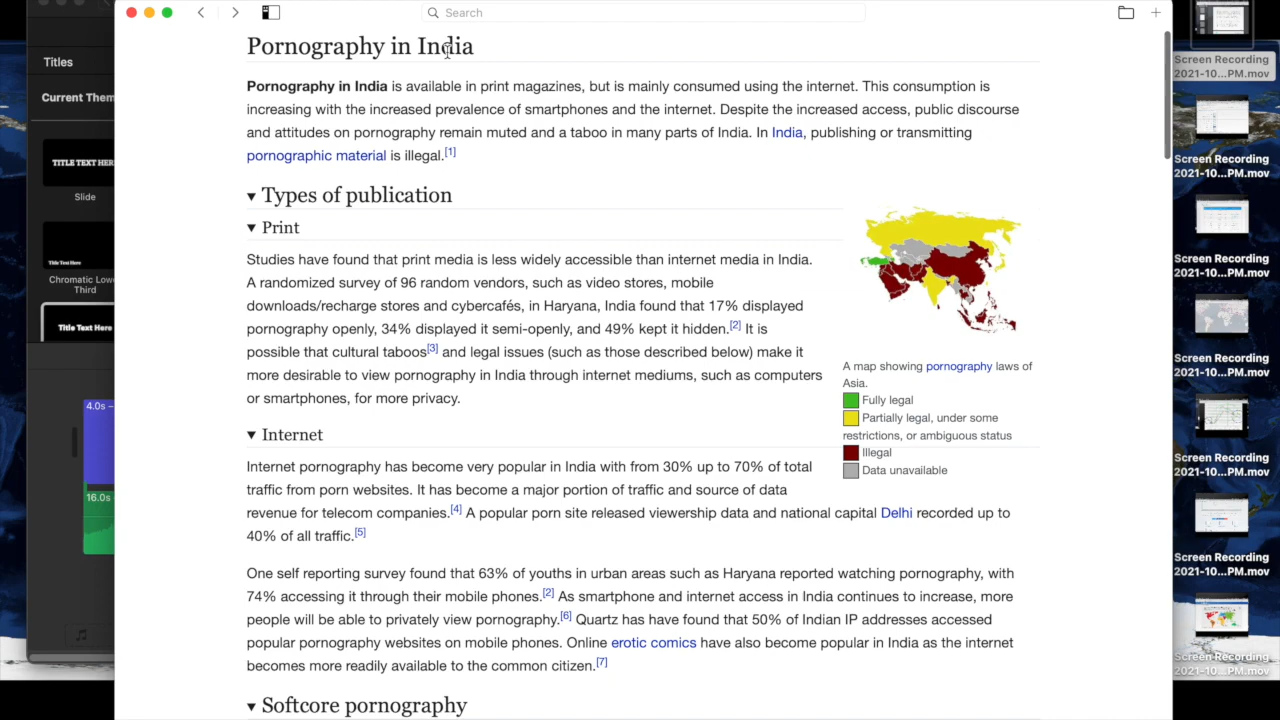 Search
Titles
Current Them
TITLE TEXT HERE
Slide
Title Text Here
Chromatic Low
Third
Title Text Here
4.0s –
16.0s
Pornography in India
Pornography in India is available in print magazines, but is mainly consumed using the internet. This consumption is
increasing with the increased prevalence of smartphones and the internet. Despite the increased access, public discourse
and attitudes on pornography remain muted and a taboo in many parts of India. In India, publishing or transmitting
pornographic material is illegal.[1]
▼ Types of publication
▼ Print
Studies have found that print media is less widely accessible than internet media in India.
A randomized survey of 96 random vendors, such as video stores, mobile
downloads/recharge stores and cybercafés, in Haryana, India found that 17% displayed
pornography openly, 34% displayed it semi-openly, and 49% kept it hidden.[2] It is
possible that cultural taboos[3] and legal issues (such as those described below) make it
more desirable to view pornography in India through internet mediums, such as computers
or smartphones, for more privacy.
A map showing pornography laws of
Asia.
Fully legal
Partially legal, under some
restrictions, or ambiguous status
Illegal
Data unavailable
▼ Internet
Internet pornography has become very popular in India with from 30% up to 70% of total
traffic from porn websites. It has become a major portion of traffic and source of data
revenue for telecom companies.[4] A popular porn site released viewership data and national capital Delhi recorded up to
40% of all traffic.[5]
One self reporting survey found that 63% of youths in urban areas such as Haryana reported watching pornography, with
74% accessing it through their mobile phones.[2] As smartphone and internet access in India continues to increase, more
people will be able to privately view pornography.[6] Quartz has have found that 50% of Indian IP addresses accessed
popular pornography websites on mobile phones. Online erotic comics have also become popular in India as the internet
becomes more readily available to the common citizen.[7]
▼ Softcore pornography
Screen Recording
2021-10...PM.mov
Screen Recording
2021-10...PM.mov
Screen Recording
2021-10...PM.mov
Screen Recording
2021-10...PM.mov
Screen Recording
2021-10...PM.mov
Screen Recording
2021-10...PM.mov
Screen Recording
2021-10...PM.mov